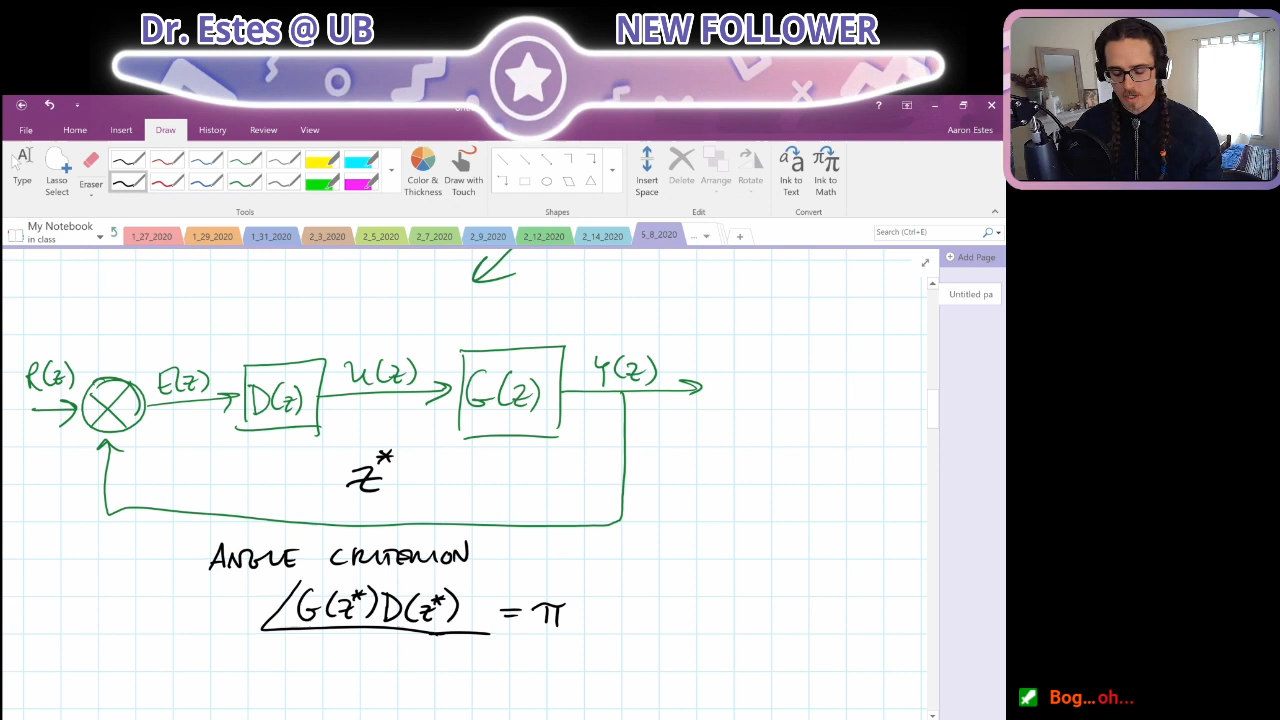 Dr. Estes @ UB
NEW FOLLOWER
File Home Insert Draw History Review View
Aaron Estes
Type
Lasso Select
Eraser
Color & Thickness
Draw with Touch
Insert Space
Delete
Arrange
Rotate
Ink to Text
Ink to Math
Tools
Shapes
Edit
Convert
My Notebook
in class
1_27_2020 1_29_2020 1_31_2020 2_3_2020 2_5_2020 2_7_2020 2_9_2020 2_12_2020 2_14_2020 5_8_2020 ...
Search (Ctrl+E)
Add Page
Untitled pa
R(z) E(z) D(z) U(z) G(z) Y(z)
z*
ANGLE CRITERION
∠G(z*)D(z*) = π
Bog...oh...